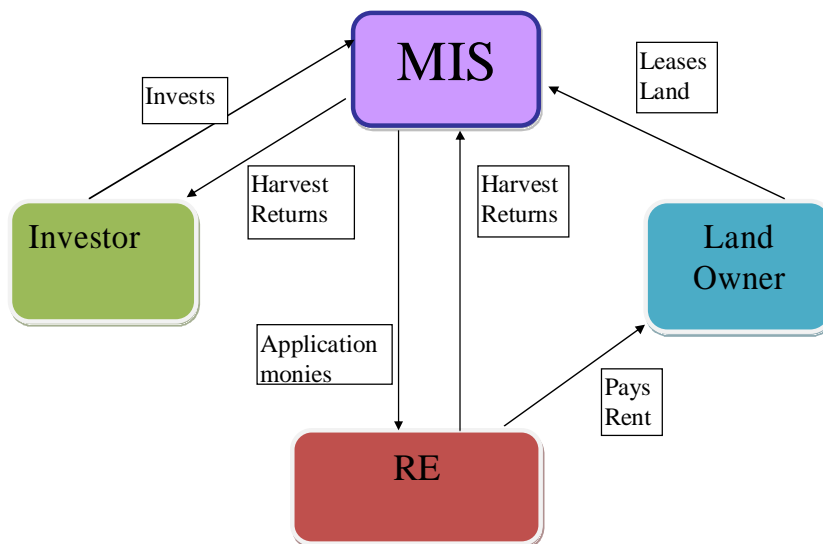 MIS
Leases
Land
Invests
Harvest
Returns
Harvest
Returns
Investor
Land
Owner
Application
monies
Pays
Rent
RE